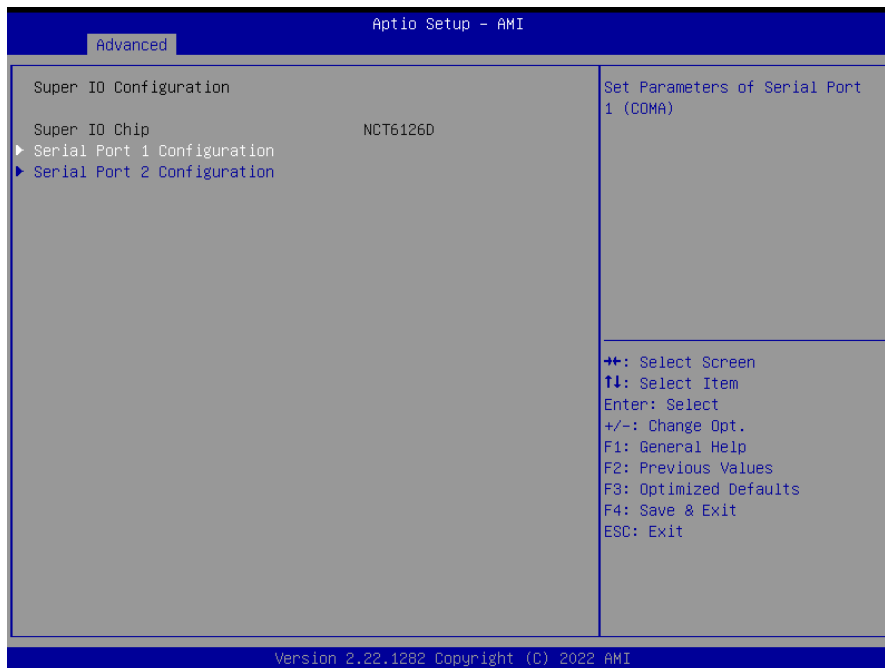 Aptio Setup - AMI
Advanced
Super IO Configuration
Super IO Chip NCT6126D
Serial Port 1 Configuration
Serial Port 2 Configuration
Set Parameters of Serial Port
1 (COMA)
→←: Select Screen
↑↓: Select Item
Enter: Select
+/-: Change Opt.
F1: General Help
F2: Previous Values
F3: Optimized Defaults
F4: Save & Exit
ESC: Exit
Version 2.22.1282 Copyright (C) 2022 AMI